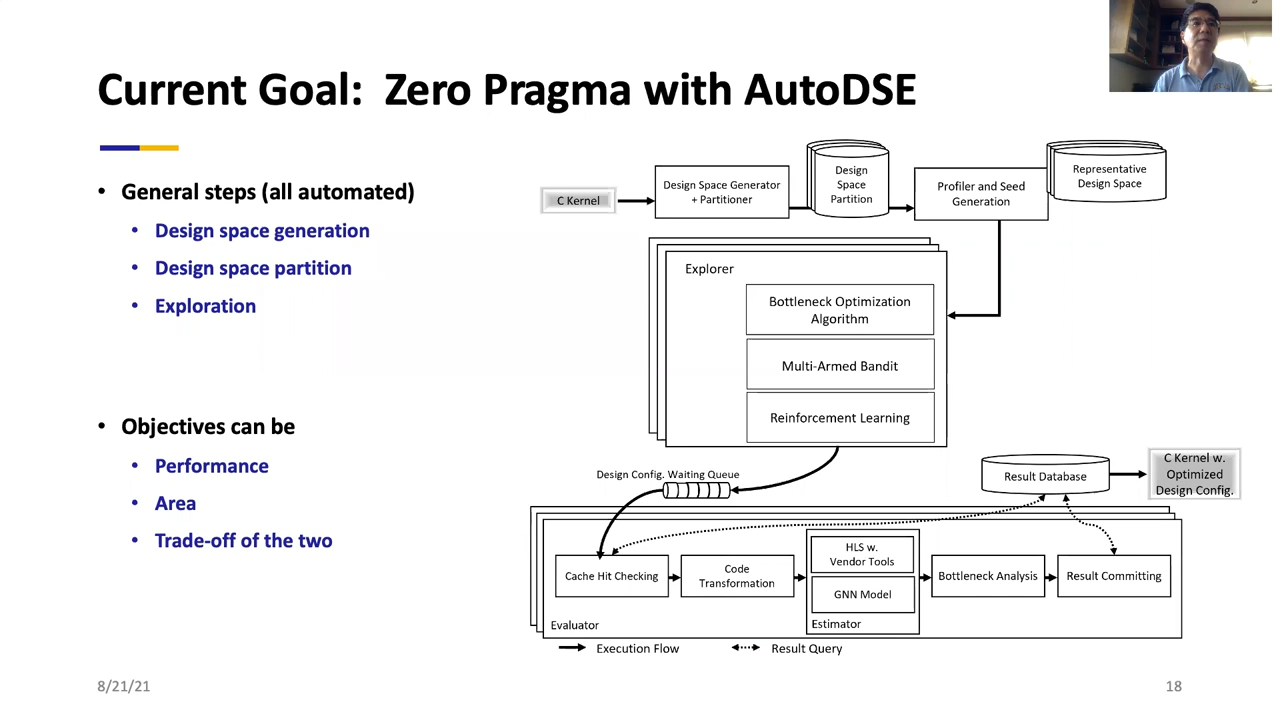 Current Goal:  Zero Pragma with AutoDSE
• General steps (all automated)
• Design space generation
• Design space partition
• Exploration
• Objectives can be
• Performance
• Area
• Trade-off of the two
C Kernel
Design Space Generator
+ Partitioner
Design
Space
Partition
Profiler and Seed
Generation
Representative
Design Space
Explorer
Bottleneck Optimization
Algorithm
Multi-Armed Bandit
Reinforcement Learning
Design Config. Waiting Queue
Result Database
C Kernel w.
Optimized
Design Config.
Cache Hit Checking
Code
Transformation
HLS w.
Vendor Tools
GNN Model
Estimator
Bottleneck Analysis
Result Committing
Evaluator
Execution Flow
Result Query
8/21/21
18